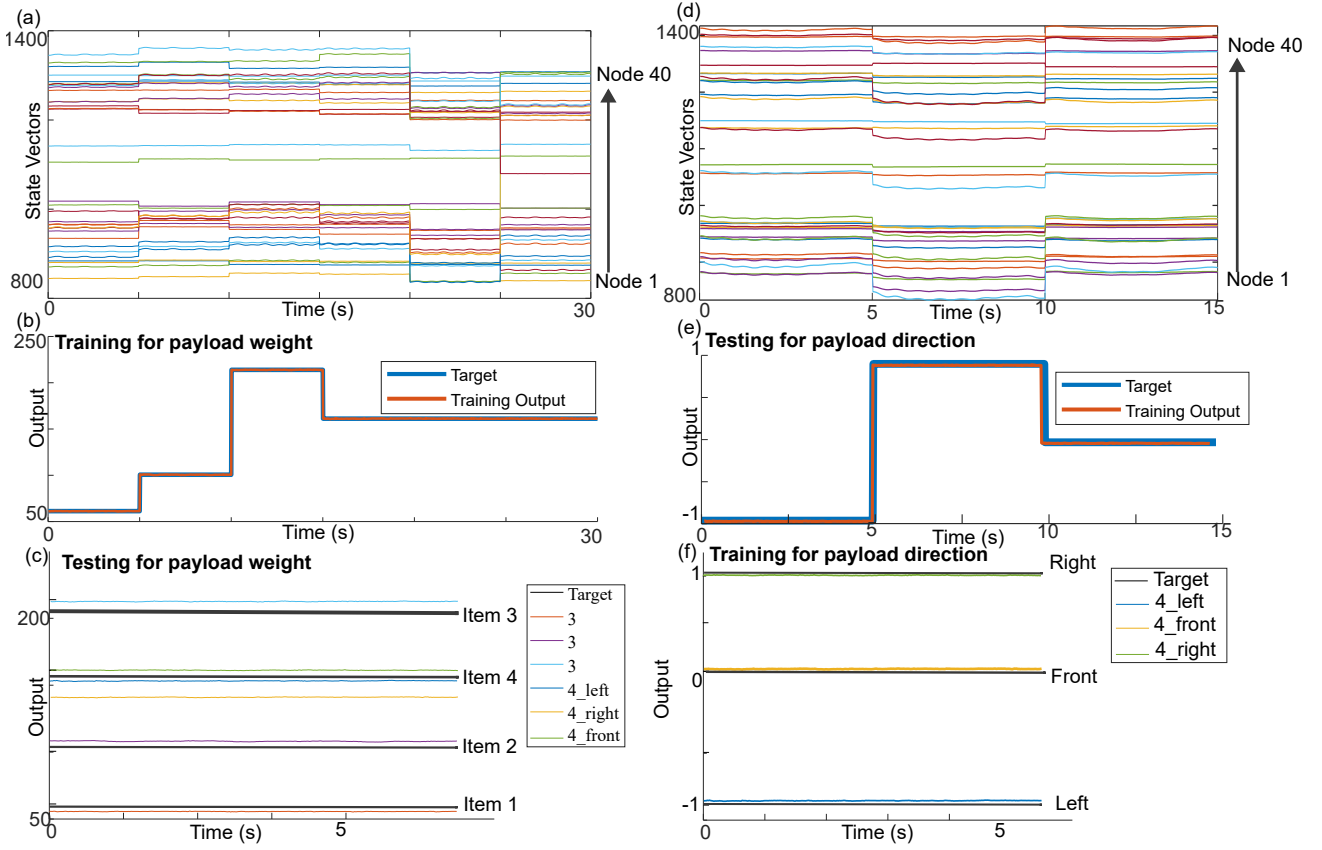 (a)
1400
State Vectors
800
0
Time (s)
30
Node 40
Node 1
(b)
250
Training for payload weight
Target
Training Output
Output
50
0
Time (s)
30
(c)
Testing for payload weight
200
Output
50
0
Time (s)
5
Item 3
Item 4
Item 2
Item 1
Target
3
3
3
4_left
4_right
4_front
(d)
1400
State Vectors
800
0
5
Time (s)
10
15
Node 40
Node 1
(e)
Testing for payload direction
1
Target
Training Output
Output
-1
0
5
Time (s)
10
15
(f)
Training for payload direction
1
Output
0
-1
0
Time (s)
5
Right
Front
Left
Target
4_left
4_front
4_right